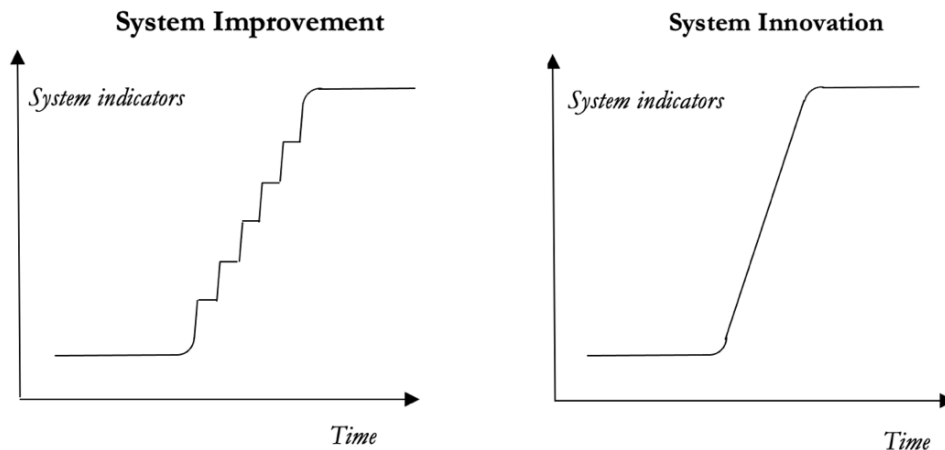 System Improvement
System indicators
Time
System Innovation
System indicators
Time